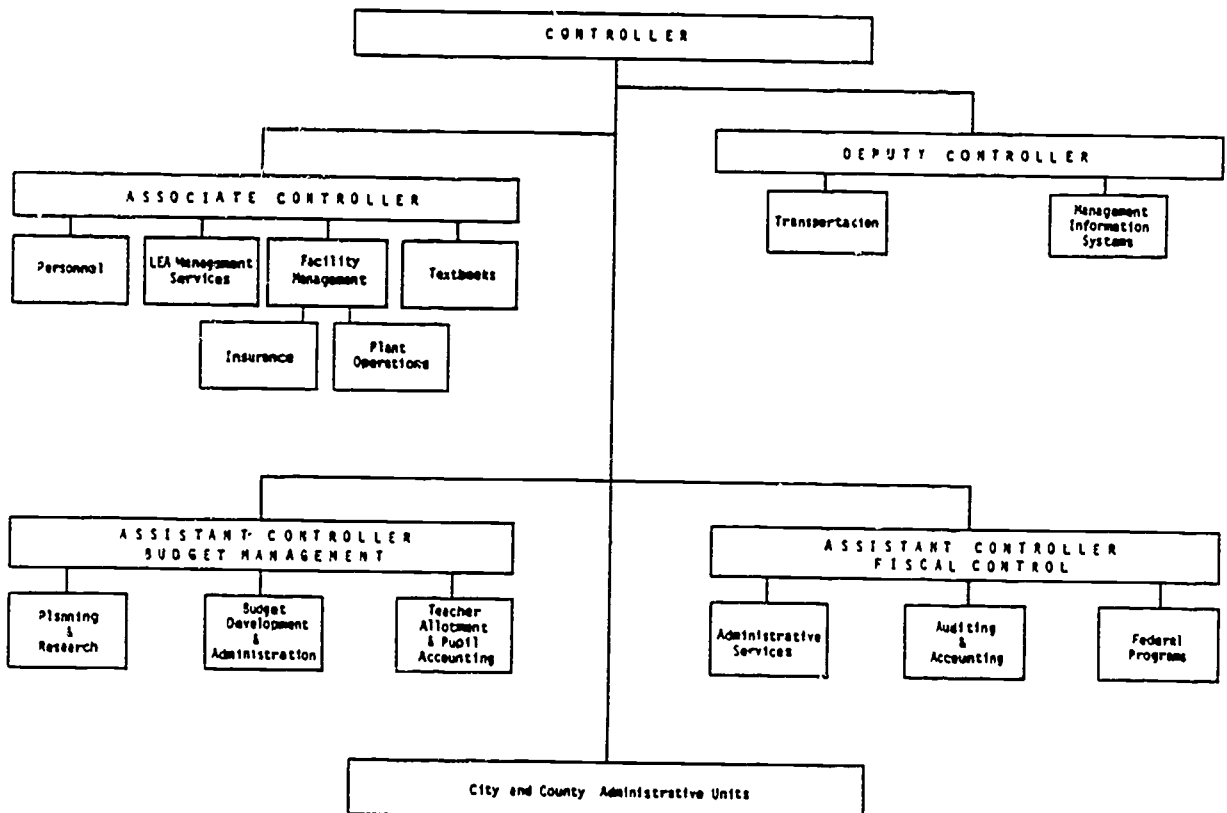 CONTROLLER
DEPUTY CONTROLLER
ASSOCIATE CONTROLLER
Transportation
Management
Information
Systems
Personnel
LEA Management
Services
Facility
Management
Textbooks
Insurance
Plant
Operations
ASSISTANT CONTROLLER
BUDGET MANAGEMENT
ASSISTANT CONTROLLER
FISCAL CONTROL
Planning
&
Research
Budget
Development
&
Administration
Teacher
Allotment
& Pupil
Accounting
Administrative
Services
Auditing
&
Accounting
Federal
Programs
City and County Administrative Units